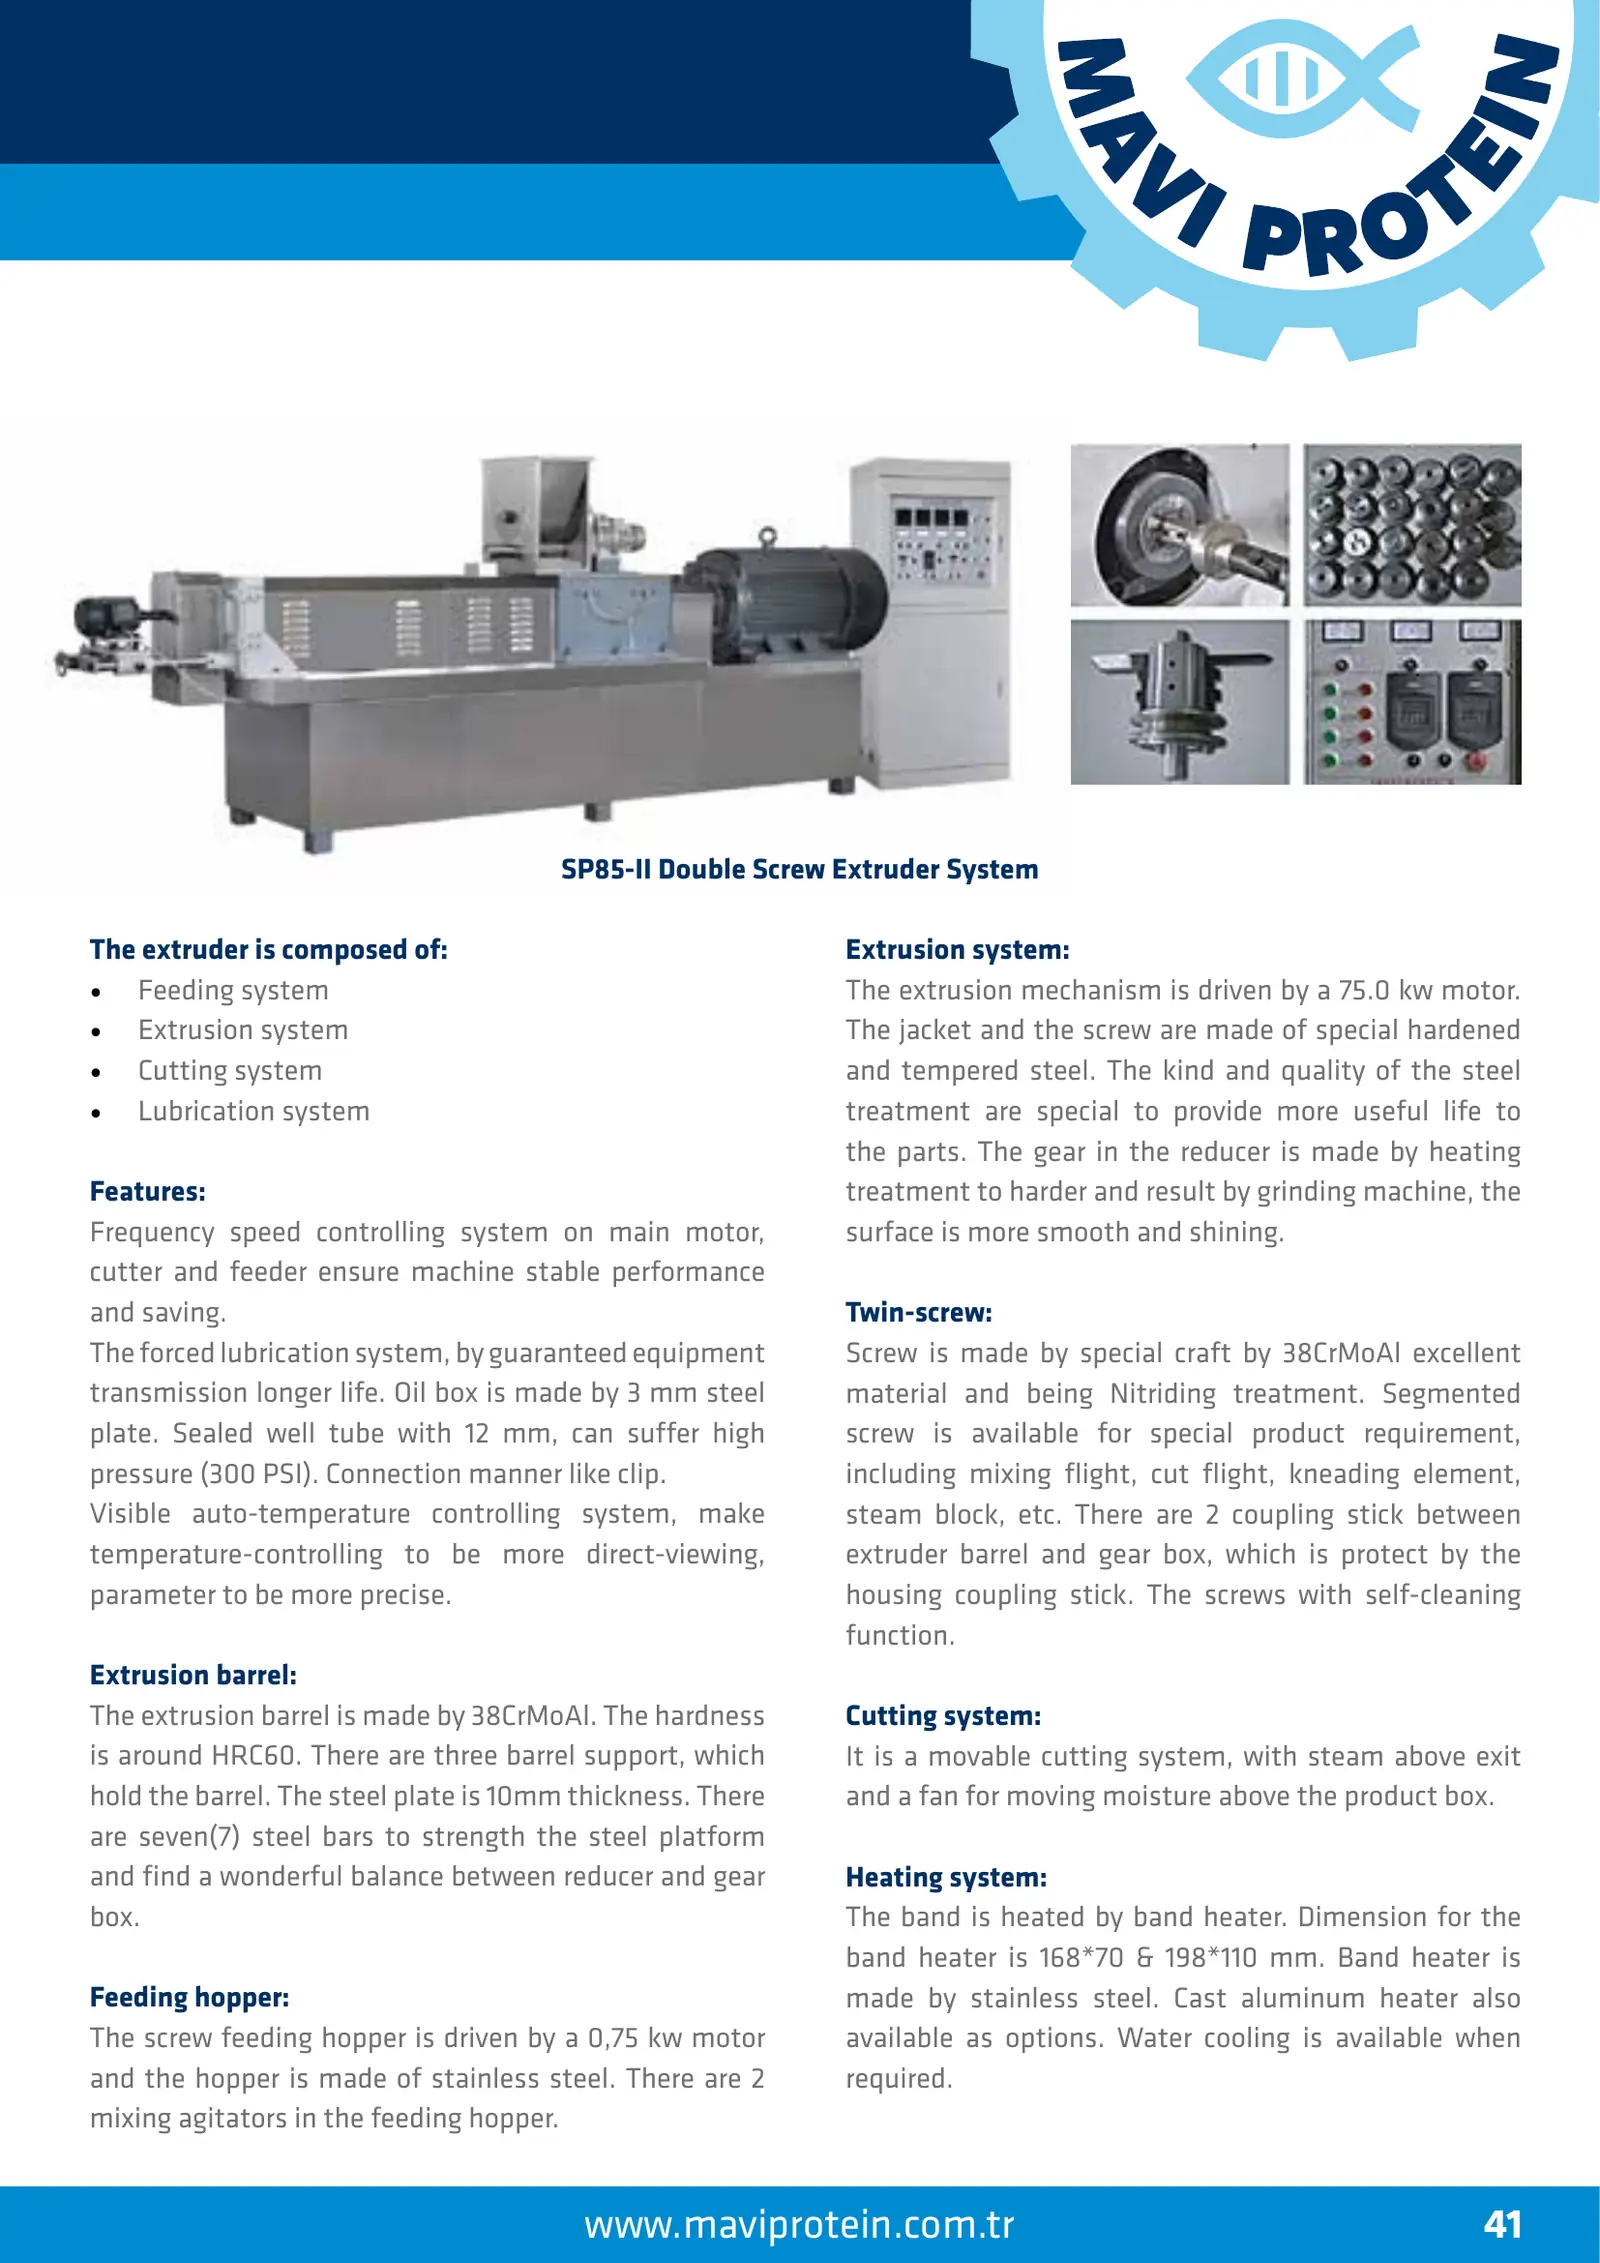 MAVI PROTEIN
SP85-II Double Screw Extruder System
The extruder is composed of:
• Feeding system
• Extrusion system
• Cutting system
• Lubrication system
Features:
Frequency speed controlling system on main motor,
cutter and feeder ensure machine stable performance
and saving.
The forced lubrication system, by guaranteed equipment
transmission longer life. Oil box is made by 3 mm steel
plate. Sealed well tube with 12 mm, can suffer high
pressure (300 PSI). Connection manner like clip.
Visible auto-temperature controlling system, make
temperature-controlling to be more direct-viewing,
parameter to be more precise.
Extrusion barrel:
The extrusion barrel is made by 38CrMoAl. The hardness
is around HRC60. There are three barrel support, which
hold the barrel. The steel plate is 10mm thickness. There
are seven(7) steel bars to strength the steel platform
and find a wonderful balance between reducer and gear
box.
Feeding hopper:
The screw feeding hopper is driven by a 0,75 kw motor
and the hopper is made of stainless steel. There are 2
mixing agitators in the feeding hopper.
Extrusion system:
The extrusion mechanism is driven by a 75.0 kw motor.
The jacket and the screw are made of special hardened
and tempered steel. The kind and quality of the steel
treatment are special to provide more useful life to
the parts. The gear in the reducer is made by heating
treatment to harder and result by grinding machine, the
surface is more smooth and shining.
Twin-screw:
Screw is made by special craft by 38CrMoAl excellent
material and being Nitriding treatment. Segmented
screw is available for special product requirement,
including mixing flight, cut flight, kneading element,
steam block, etc. There are 2 coupling stick between
extruder barrel and gear box, which is protect by the
housing coupling stick. The screws with self-cleaning
function.
Cutting system:
It is a movable cutting system, with steam above exit
and a fan for moving moisture above the product box.
Heating system:
The band is heated by band heater. Dimension for the
band heater is 168*70 & 198*110 mm. Band heater is
made by stainless steel. Cast aluminum heater also
available as options. Water cooling is available when
required.
www.maviprotein.com.tr
41